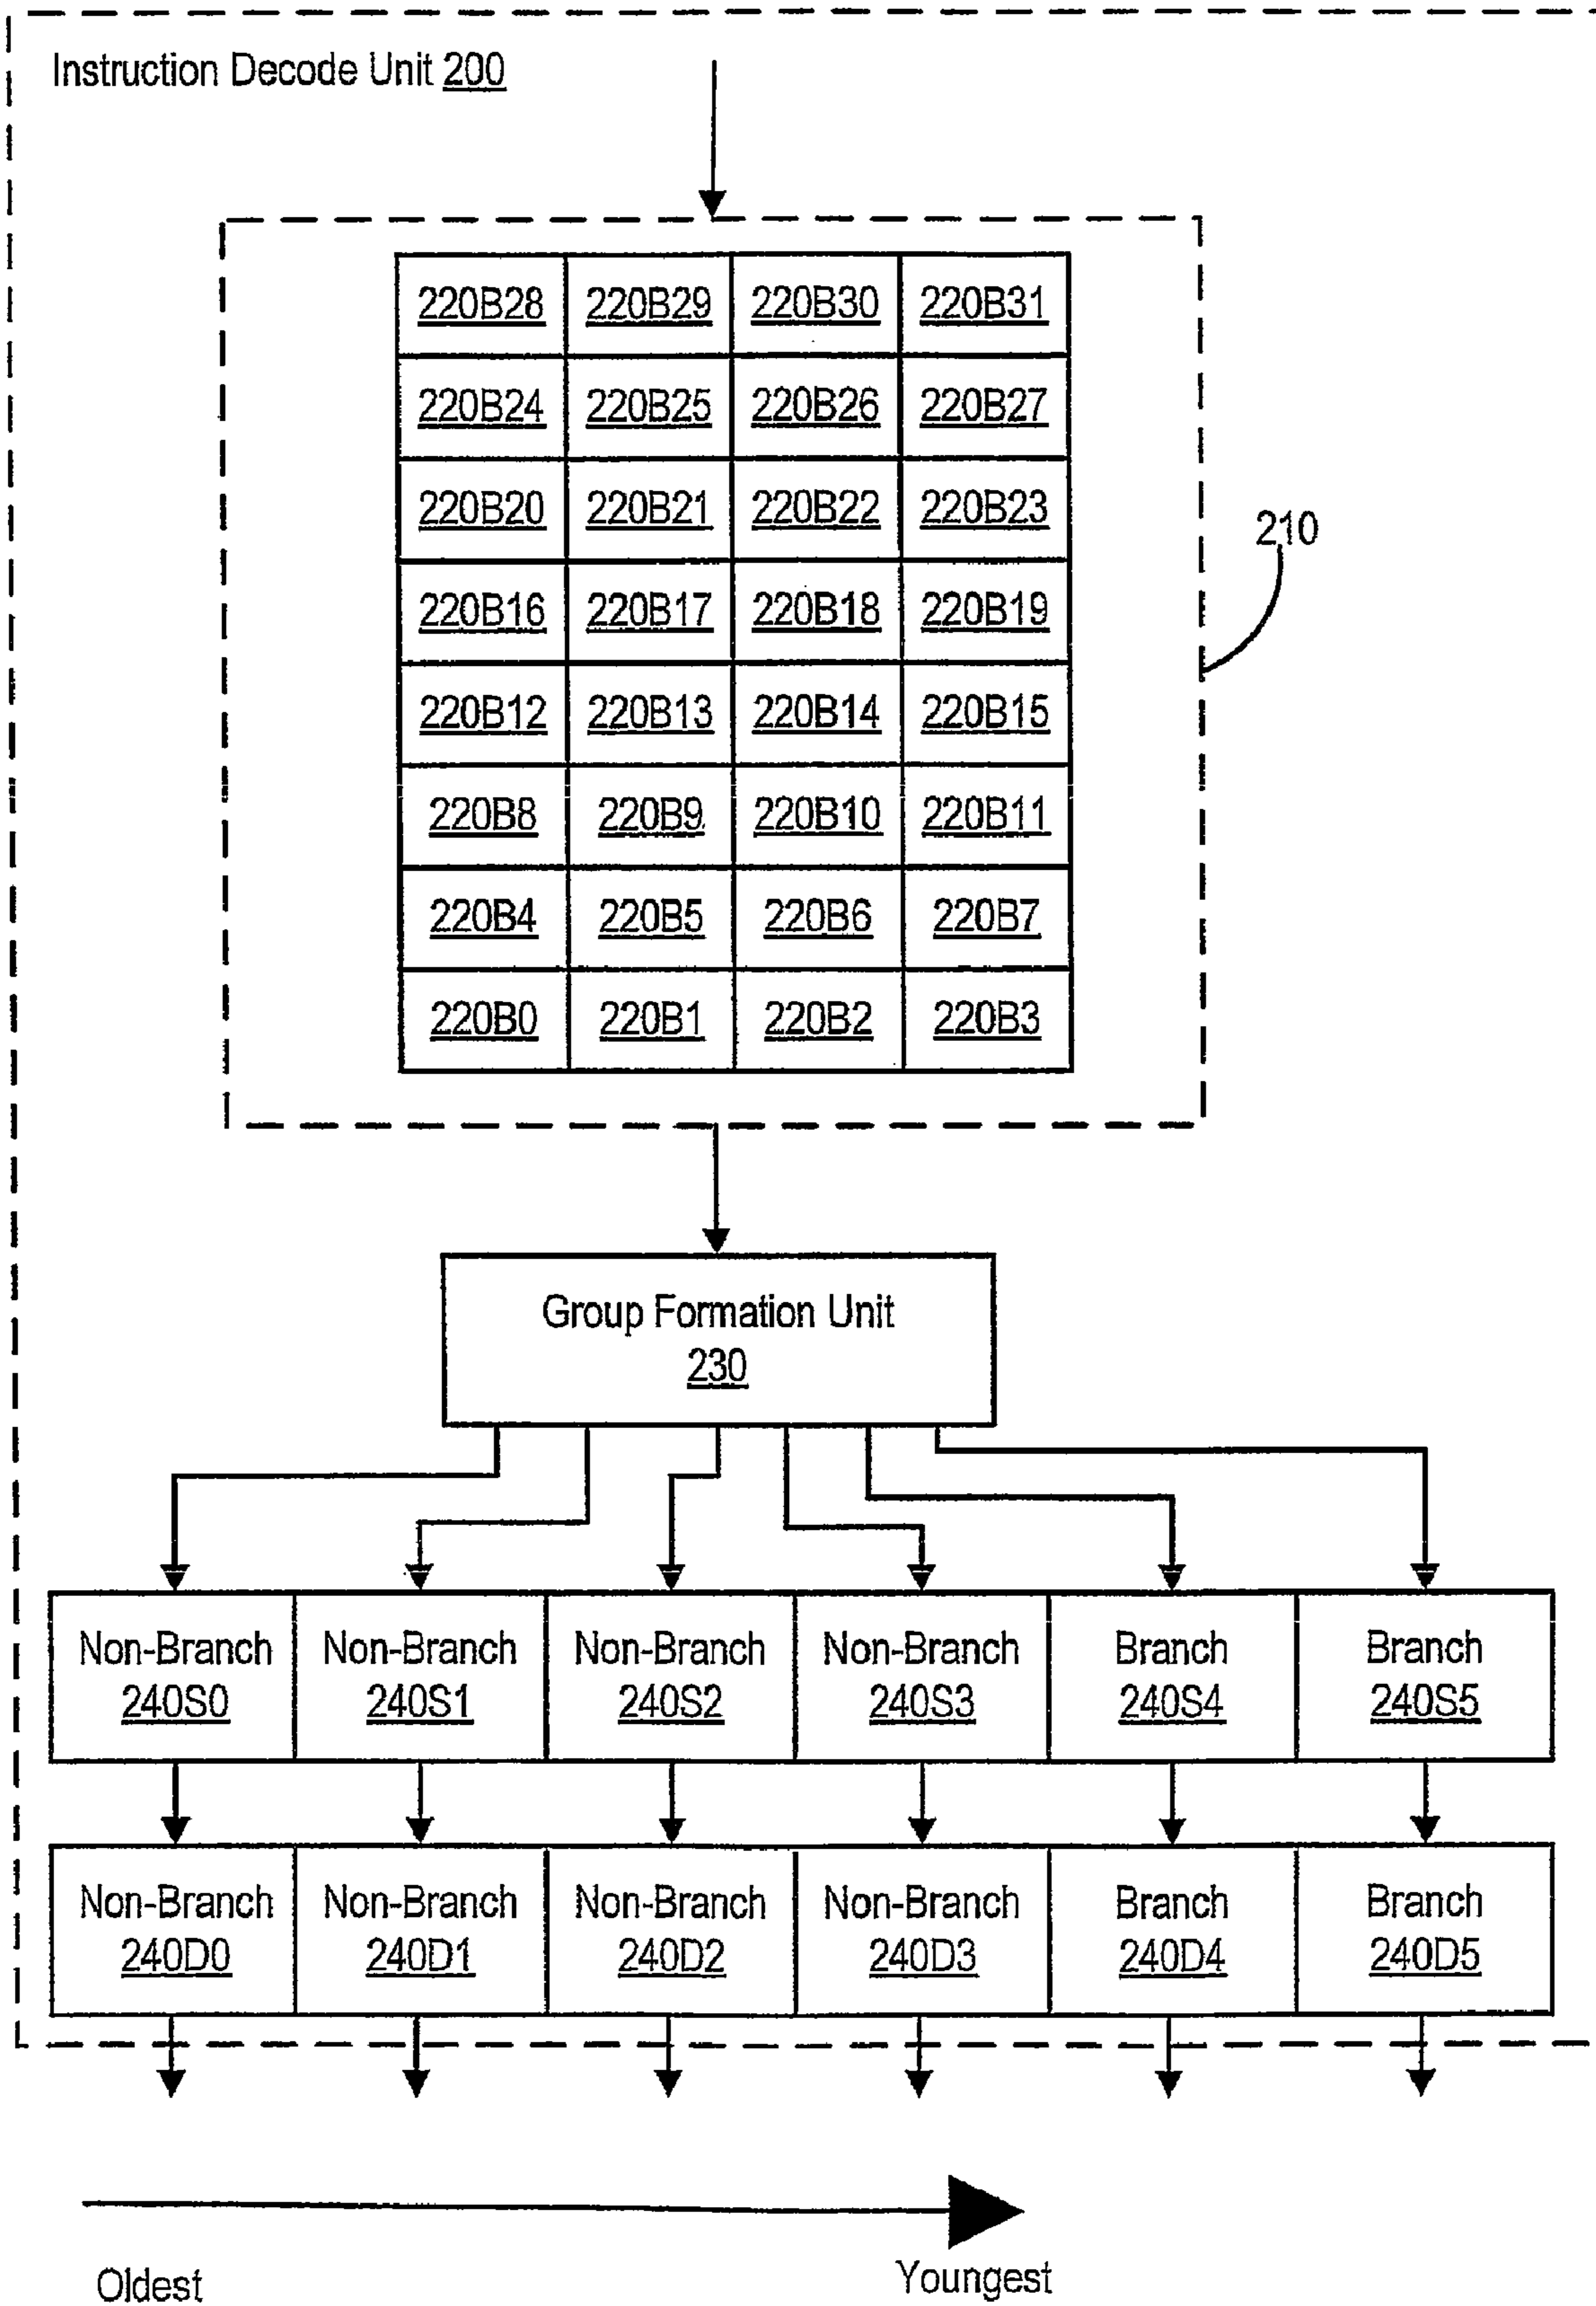 Instruction Decode Unit 200
220B28 220B29 220B30 220B31
220B24 220B25 220B26 220B27
220B20 220B21 220B22 220B23
210
220B16 220B17 220B18 220B19
220B12 220B13 220B14 220B15
220B8 220B9 220B10 220B11
220B4 220B5 220B6 220B7
220B0 220B1 220B2 220B3
Group Formation Unit
230
Non-Branch Non-Branch Non-Branch Non-Branch Branch Branch
240S0 240S1 240S2 240S3 240S4 240S5
Non-Branch Non-Branch Non-Branch Non-Branch Branch Branch
240D0 240D1 240D2 240D3 240D4 240D5
Oldest Youngest